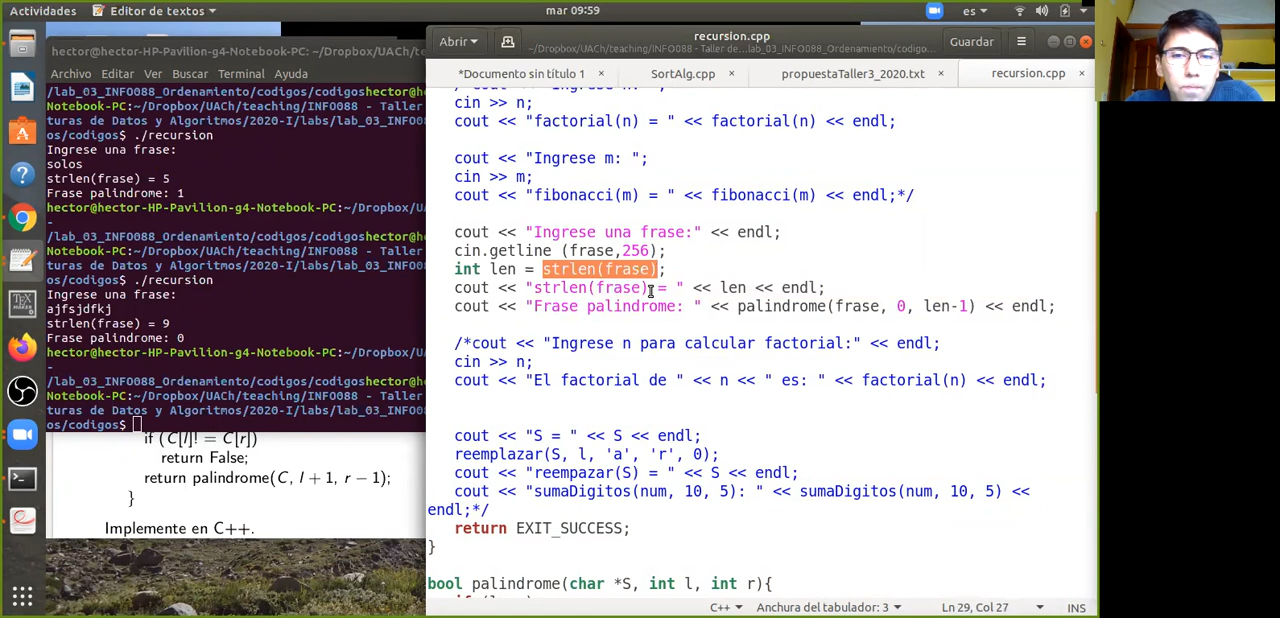 Actividades
Editor de textos
mar 09:59
es
hector@hector-HP-Pavilion-g4-Notebook-PC: ~/Dropbox/UACh/te
Archivo Editar Ver Buscar Terminal Ayuda
/lab_03_INFO088_Ordenamiento/codigos/codigoshector@hect
Notebook-PC:~/Dropbox/UACh/teaching/INFO088 - Taller
turas de Datos y Algoritmos/2020-I/labs/lab_03_INFO0
os/codigos$ ./recursion
Ingrese una frase:
solos
strlen(frase) = 5
Frase palindrome: 1
hector@hector-HP-Pavilion-g4-Notebook-PC:~/Dropbox/U
-
/lab_03_INFO088_Ordenamiento/codigos/codigoshector@he
Notebook-PC:~/Dropbox/UACh/teaching/INFO088 - Taller
turas de Datos y Algoritmos/2020-I/labs/lab_03_INFO0
os/codigos$ ./recursion
Ingrese una frase:
ajfsjdfkj
strlen(frase) = 9
Frase palindrome: 0
hector@hector-HP-Pavilion-g4-Notebook-PC:~/Dropbox/U
-
/lab_03_INFO088_Ordenamiento/codigos/codigoshector@he
Notebook-PC:~/Dropbox/UACh/teaching/INFO088 - Taller
turas de Datos y Algoritmos/2020-I/labs/lab_03_INFO0
os/codigos$
if (C[l]! = C[r])
return False;
return palindrome(C, l + 1, r − 1);
}
Implemente en C++.
Abrir
recursion.cpp
~/Dropbox/UACh/teaching/INFO088 - Taller de...lab_03_INFO088_Ordenamiento/codigo...
Guardar
*Documento sin título 1
SortAlg.cpp
propuestaTaller3_2020.txt
recursion.cpp
cin >> n;
cout << "factorial(n) = " << factorial(n) << endl;
cout << "Ingrese m: ";
cin >> m;
cout << "fibonacci(m) = " << fibonacci(m) << endl;*/
cout << "Ingrese una frase:" << endl;
cin.getline (frase,256);
int len = strlen(frase);
cout << "strlen(frase) = " << len << endl;
cout << "Frase palindrome: " << palindrome(frase, 0, len-1) << endl;
/*cout << "Ingrese n para calcular factorial:" << endl;
cin >> n;
cout << "El factorial de " << n << " es: " << factorial(n) << endl;
cout << "S = " << S << endl;
reemplazar(S, l, 'a', 'r', 0);
cout << "reempazar(S) = " << S << endl;
cout << "sumaDigitos(num, 10, 5): " << sumaDigitos(num, 10, 5) <<
endl;*/
return EXIT_SUCCESS;
}
bool palindrome(char *S, int l, int r){
C++
Anchura del tabulador: 3
Ln 29, Col 27
INS